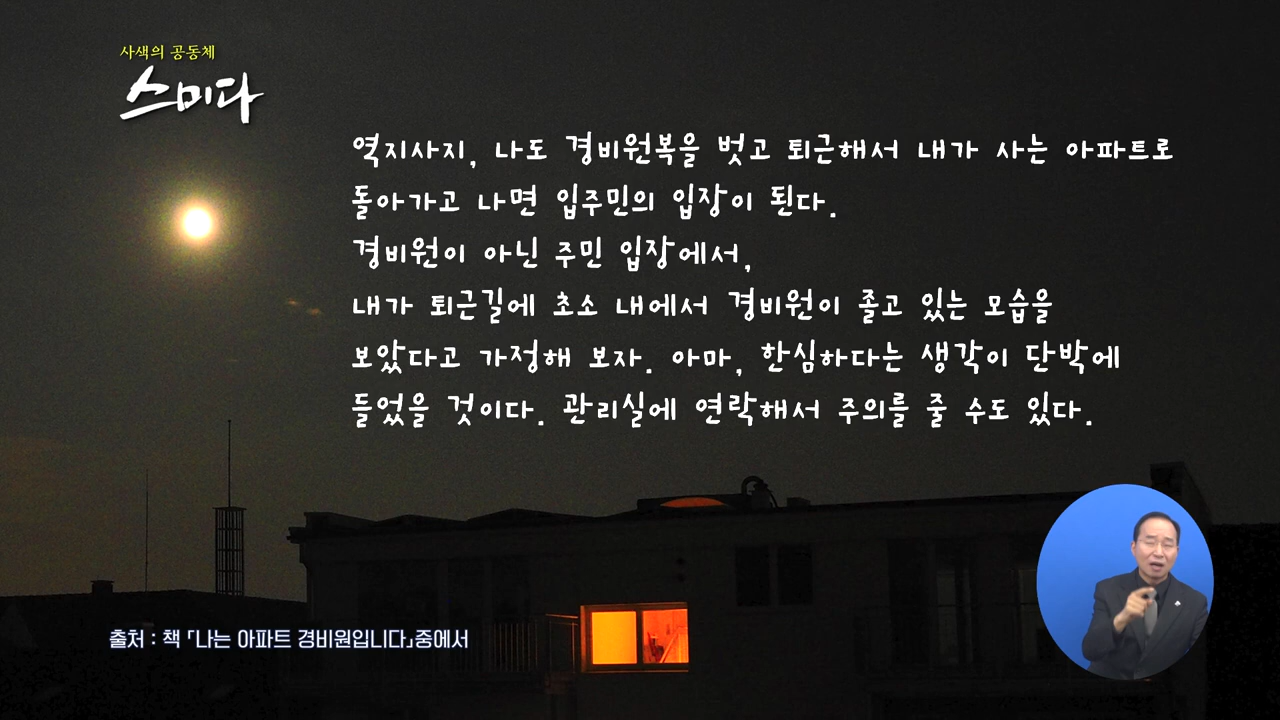 사색의 공동체
스미다
역지사지, 나도 경비원복을 벗고 퇴근해서 내가 사는 아파트로
돌아가고 나면 입주민의 입장이 된다.
경비원이 아닌 주민 입장에서,
내가 퇴근길에 초소 내에서 경비원이 졸고 있는 모습을
보았다고 가정해 보자. 아마, 한심하다는 생각이 단박에
들었을 것이다. 관리실에 연락해서 주의를 줄 수도 있다.
출처 : 책 「나는 아파트 경비원입니다」중에서